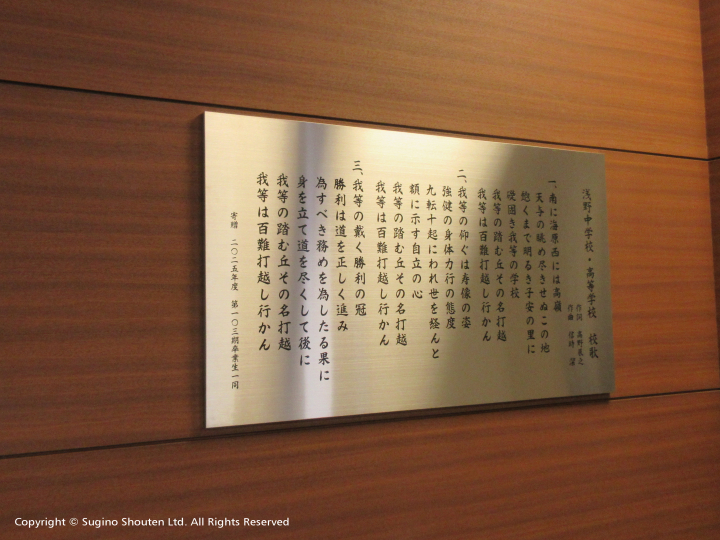 浅野中学校・高等学校　校歌
作詞　高野辰之
作曲　信時　潔
一、南に海原西には高嶺
天与の眺め尽きせぬこの地
飽くまで明るき子安の里に
礎固き我等の学校
我等の踏む丘その名打越
我等は百難打越し行かん
二、我等の仰ぐは寿像の姿
強健の身体力行の態度
九転十起にわれ世を経んと
額に示す自立の心
我等の踏む丘その名打越
我等は百難打越し行かん
三、我等の戴く勝利の冠
勝利は道を正しく進み
為すべき務めを為したる果に
身を立て道を尽くして後に
我等の踏む丘その名打越
我等は百難打越し行かん
寄贈　二〇二五年度　第一〇三期卒業生一同
Copyright © Sugino Shouten Ltd. All Rights Reserved